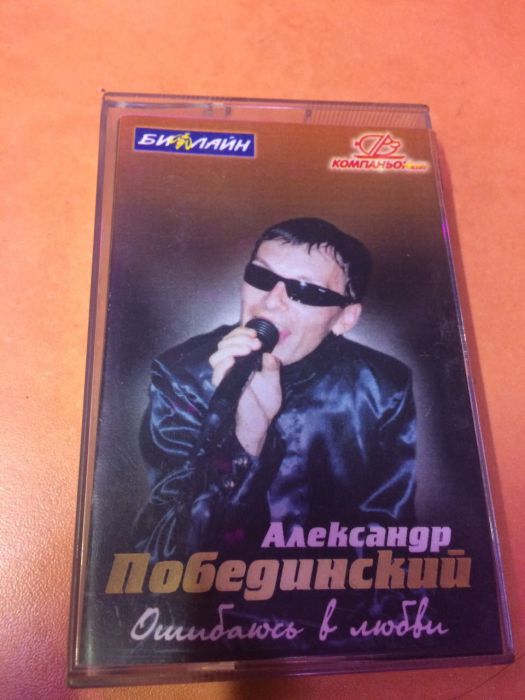 БИЛАЙН
КОМПАНЬОН
Александр
Побединский
Ошибаюсь в любви